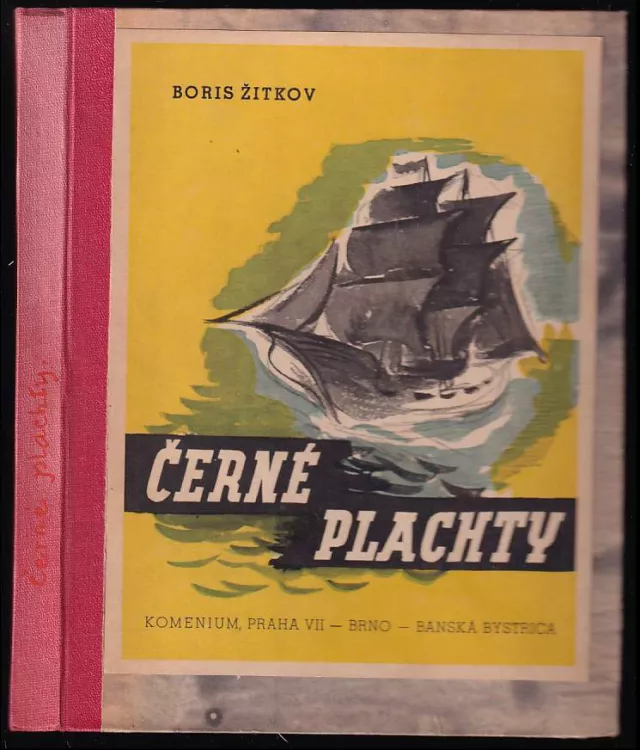 BORIS ŽITKOV
ČERNÉ
PLACHTY
KOMENIUM, PRAHA VII — BRNO — BANSKÁ BYSTRICA
Černé plachty.